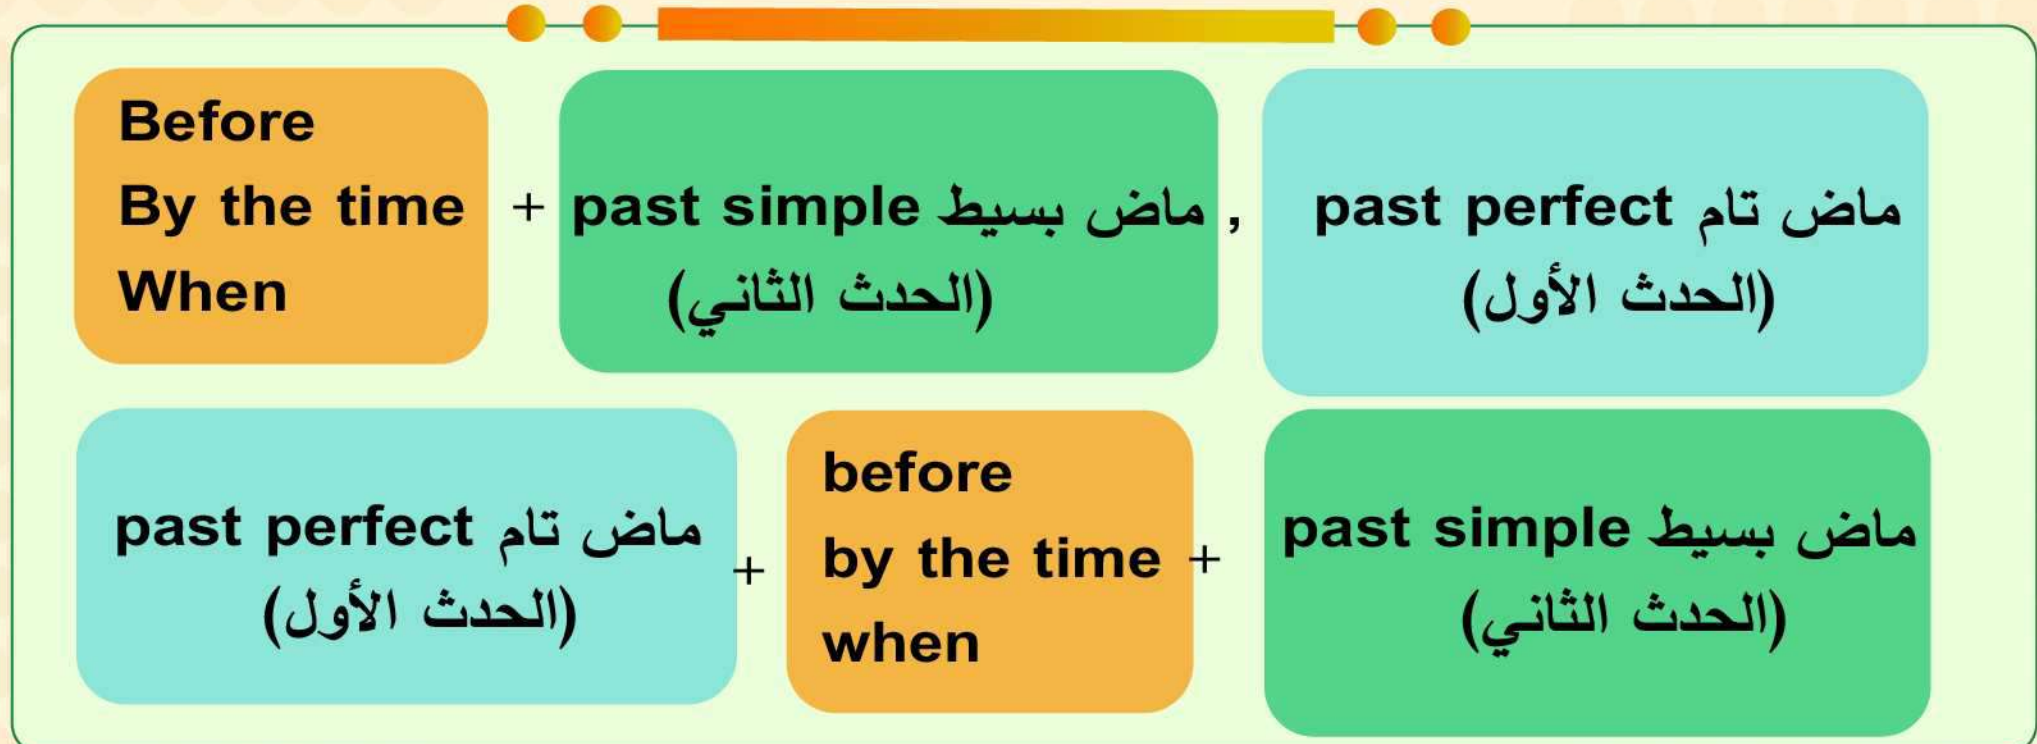 Before
By the time
When
+
past simple ماض بسيط ,
(الحدث الثاني)
past perfect ماض تام
(الحدث الأول)
past perfect ماض تام
(الحدث الأول)
+
before
by the time
when
+
past simple ماض بسيط
(الحدث الثاني)